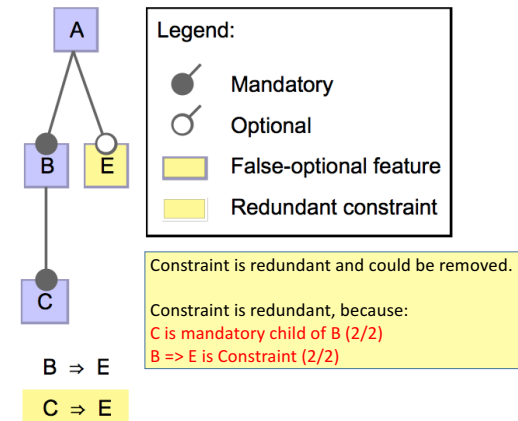 A
B
E
C
B ⇒ E
C ⇒ E
Legend:
Mandatory
Optional
False-optional feature
Redundant constraint
Constraint is redundant and could be removed.
Constraint is redundant, because:
C is mandatory child of B (2/2)
B => E is Constraint (2/2)